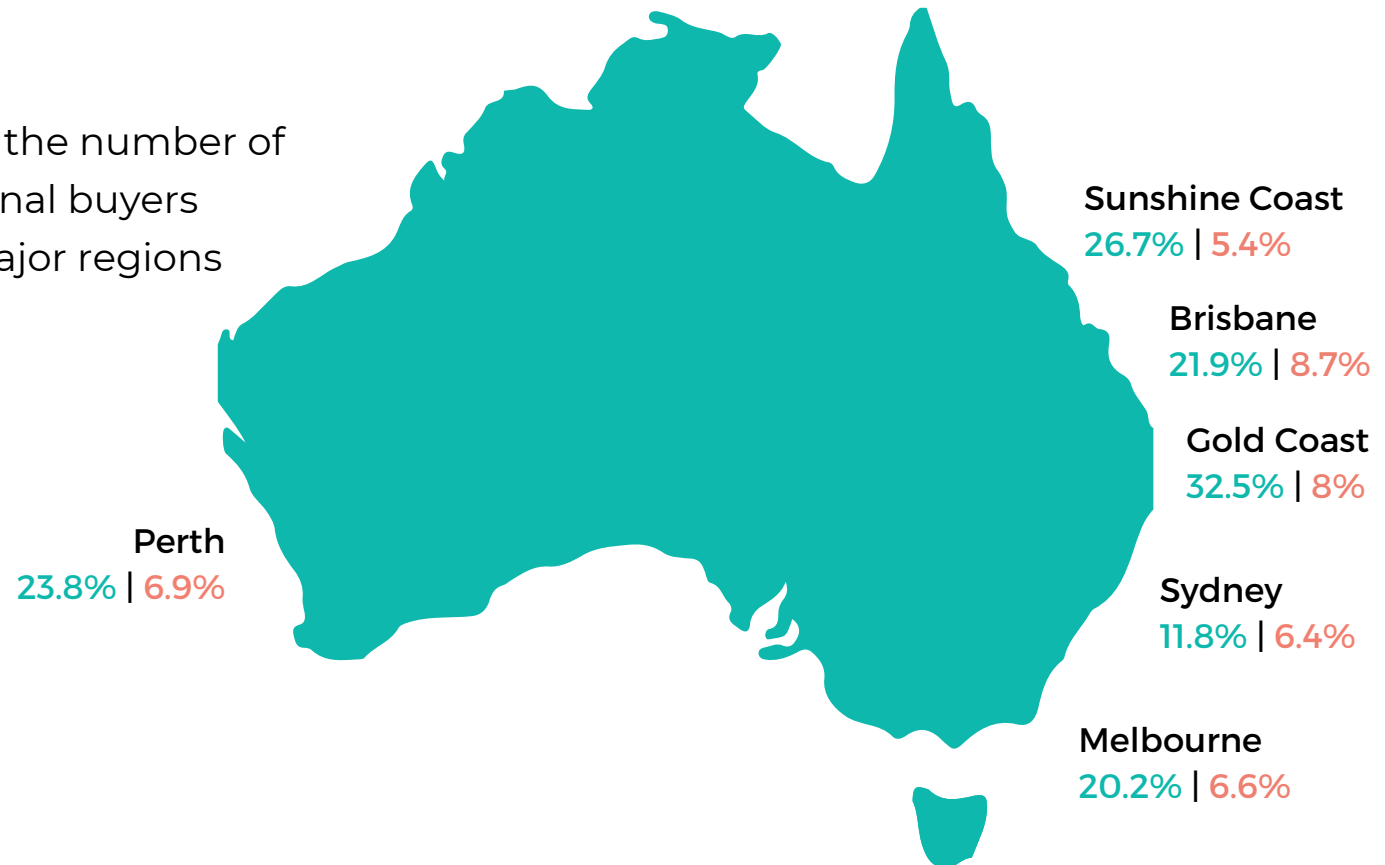 the number of
nal buyers
ajor regions
Sunshine Coast
26.7% | 5.4%
Brisbane
21.9% | 8.7%
Gold Coast
32.5% | 8%
Perth
23.8% | 6.9%
Sydney
11.8% | 6.4%
Melbourne
20.2% | 6.6%